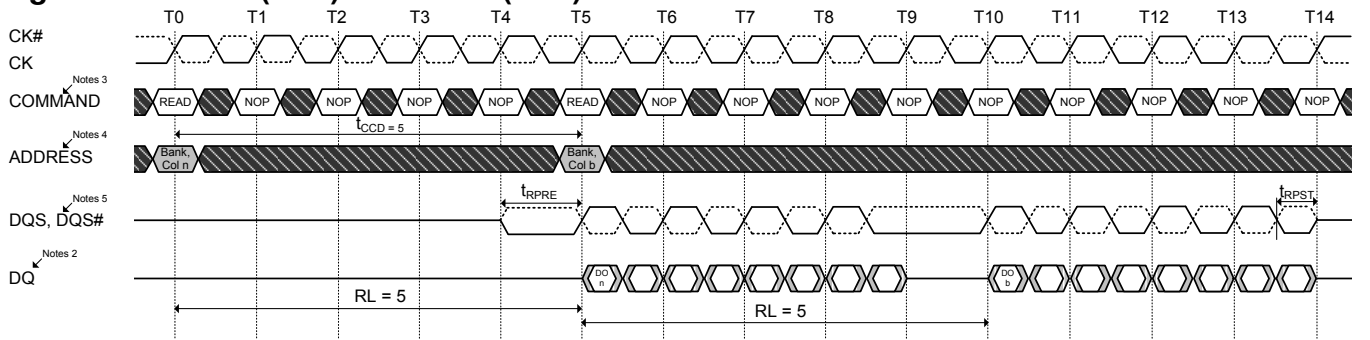 T0 T1 T2 T3 T4 T5 T6 T7 T8 T9 T10 T11 T12 T13 T14
CK#
CK
Notes 3
COMMAND READ NOP NOP NOP NOP READ NOP NOP NOP NOP NOP NOP NOP NOP NOP
tCCD = 5
Notes 4
ADDRESS Bank, Col n Bank, Col b
Notes 5
tRPRE tRPST
DQS, DQS#
Notes 2
DQ DO n DO b
RL = 5
RL = 5